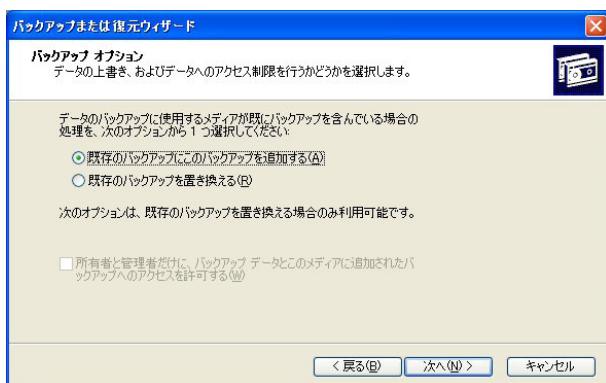 バックアップまたは復元ウィザード
バックアップ オプション
データの上書き、およびデータへのアクセス制限を行うかどうかを選択します。
データのバックアップに使用するメディアが既にバックアップを含んでいる場合の
処理を、次のオプションから 1 つ選択してください:
既存のバックアップにこのバックアップを追加する(A)
既存のバックアップを置き換える(R)
次のオプションは、既存のバックアップを置き換える場合のみ利用可能です。
所有者と管理者だけに、バックアップ データとこのメディアに追加されたバ
ックアップへのアクセスを許可する(W)
< 戻る(B)
次へ(N) >
キャンセル